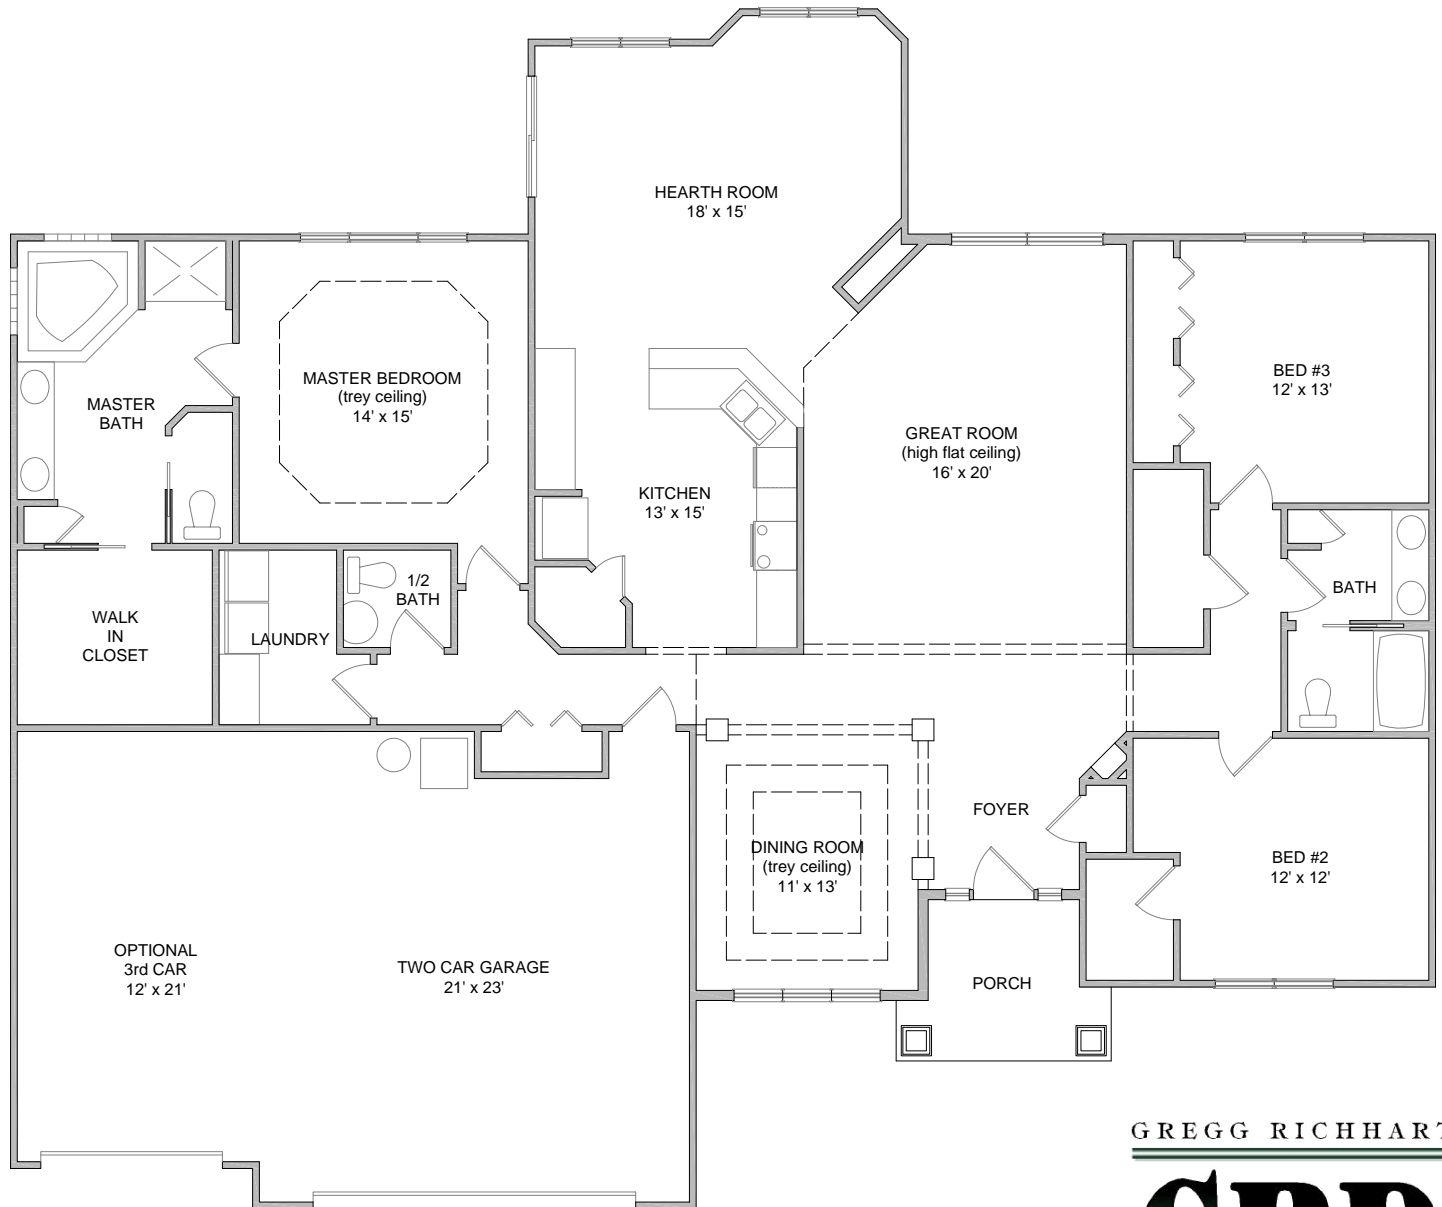 HEARTH ROOM
18' x 15'
MASTER BEDROOM
(trey ceiling)
14' x 15'
MASTER
BATH
BED #3
12' x 13'
GREAT ROOM
(high flat ceiling)
16' x 20'
KITCHEN
13' x 15'
1/2
BATH
BATH
WALK
IN
CLOSET
LAUNDRY
FOYER
DINING ROOM
(trey ceiling)
11' x 13'
BED #2
12' x 12'
OPTIONAL
3rd CAR
12' x 21'
TWO CAR GARAGE
21' x 23'
PORCH
GREGG RICHHART